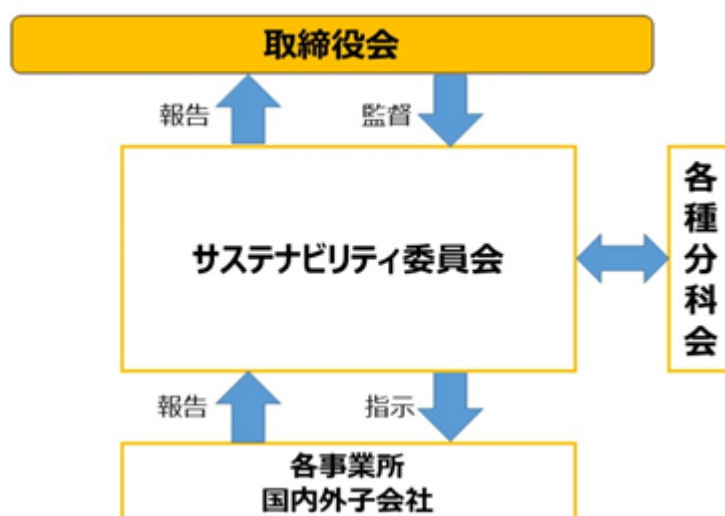 取締役会
報告
監督
サステナビリティ委員会
各種分科会
報告
指示
各事業所
国内外子会社